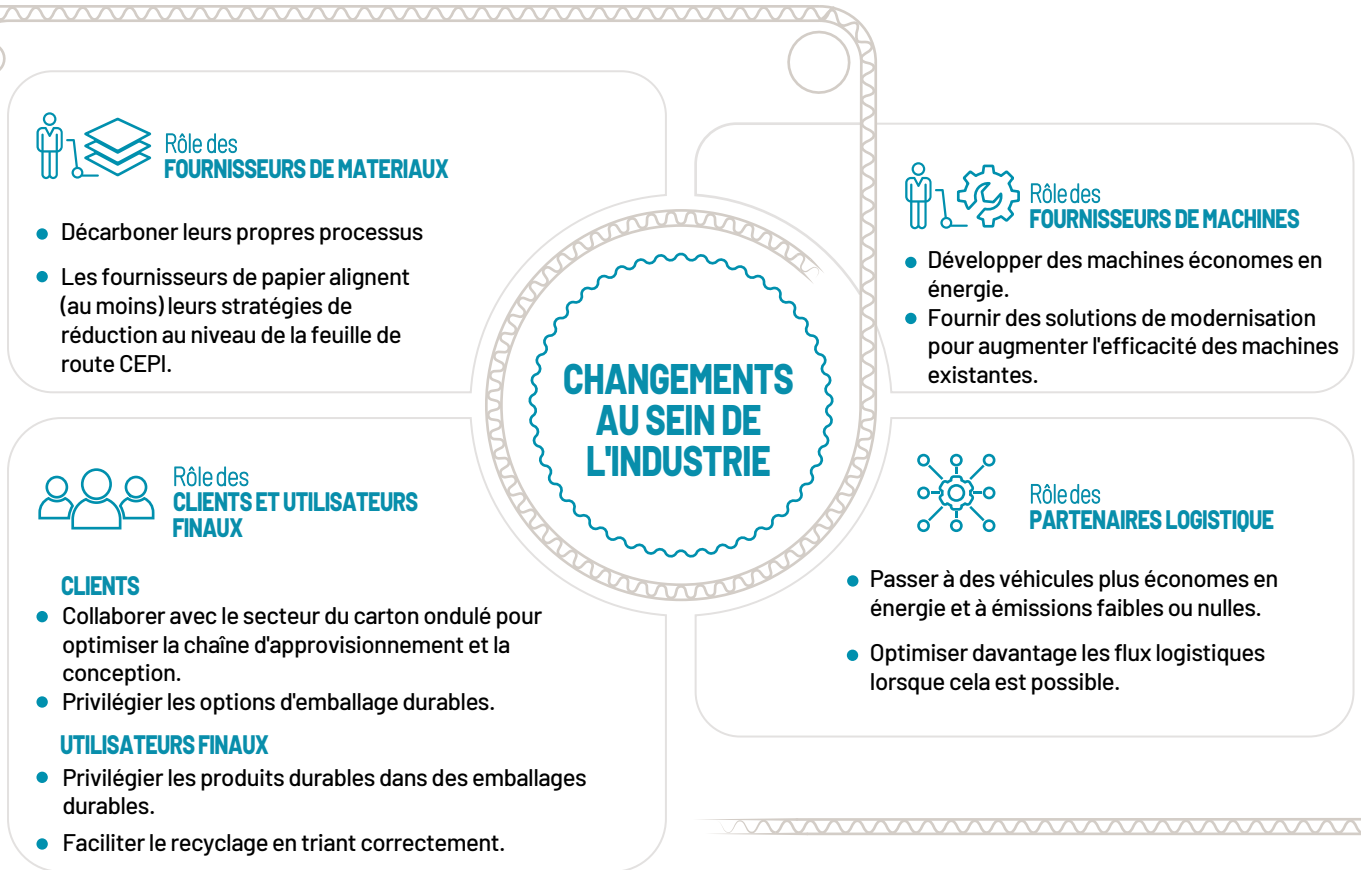 Rôle des
FOURNISSEURS DE MATERIAUX
Décarboner leurs propres processus
Les fournisseurs de papier alignent
(au moins) leurs stratégies de
réduction au niveau de la feuille de
route CEPI.
Rôle des
FOURNISSEURS DE MACHINES
Développer des machines économes en
énergie.
Fournir des solutions de modernisation
pour augmenter l'efficacité des machines
existantes.
CHANGEMENTS
AU SEIN DE
L'INDUSTRIE
Rôle des
CLIENTS ET UTILISATEURS
FINAUX
CLIENTS
Collaborer avec le secteur du carton ondulé pour
optimiser la chaîne d'approvisionnement et la
conception.
Privilégier les options d'emballage durables.
UTILISATEURS FINAUX
Privilégier les produits durables dans des emballages
durables.
Faciliter le recyclage en triant correctement.
Rôle des
PARTENAIRES LOGISTIQUE
Passer à des véhicules plus économes en
énergie et à émissions faibles ou nulles.
Optimiser davantage les flux logistiques
lorsque cela est possible.